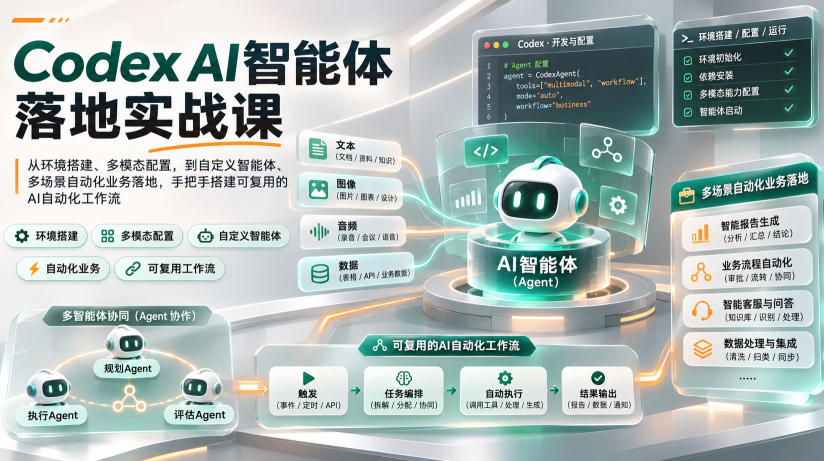 Codex AI智能体
落地实战课
从环境搭建、多模态配置，到自定义智能体、
多场景自动化业务落地，手把手搭建可复用的
AI自动化工作流
环境搭建
多模态配置
自定义智能体
自动化业务
可复用工作流
Codex · 开发与配置
1 # Agent 配置
2 agent = CodexAgent(
3 tools=["multimodal", "workflow"],
4 mode="auto",
5 workflow="business"
6 )
>_ 环境搭建 / 配置 / 运行
环境初始化
依赖安装
多模态能力配置
智能体启动
文本
(文档 / 资料 / 知识)
图像
(图片 / 图表 / 设计)
音频
(录音 / 会议 / 语音)
数据
(表格 / API / 业务数据)
</>
AI智能体
(Agent)
多场景自动化业务落地
智能报告生成
(分析 / 汇总 / 结论)
业务流程自动化
(审批 / 流转 / 协同)
智能客服与问答
(知识库 / 识别 / 处理)
数据处理与集成
(清洗 / 归类 / 同步)
.....
多智能体协同 (Agent 协作)
规划Agent
执行Agent
评估Agent
可复用的AI自动化工作流
触发
(事件 / 定时 / API)
任务编排
(拆解 / 分配 / 协同)
自动执行
(调用工具 / 处理 / 生成)
结果输出
(报告 / 数据 / 通知)